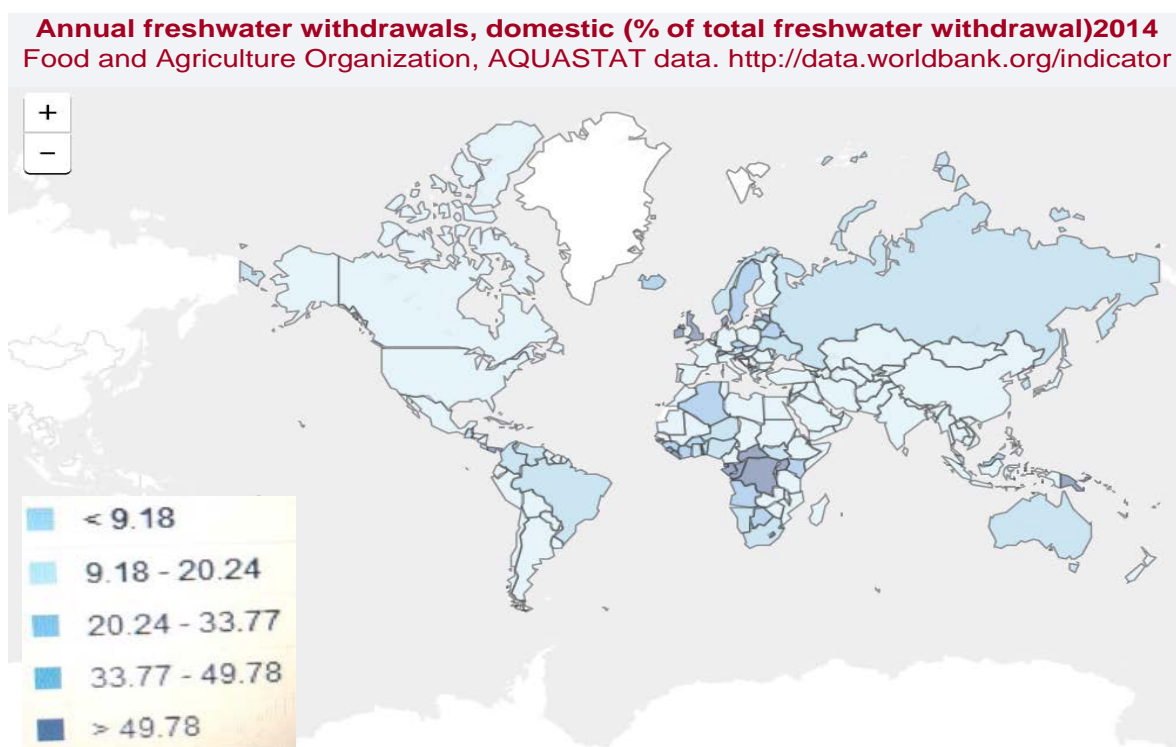 Annual freshwater withdrawals, domestic (% of total freshwater withdrawal)2014
Food and Agriculture Organization, AQUASTAT data. http://data.worldbank.org/indicator
+
−
< 9.18
9.18 - 20.24
20.24 - 33.77
33.77 - 49.78
> 49.78